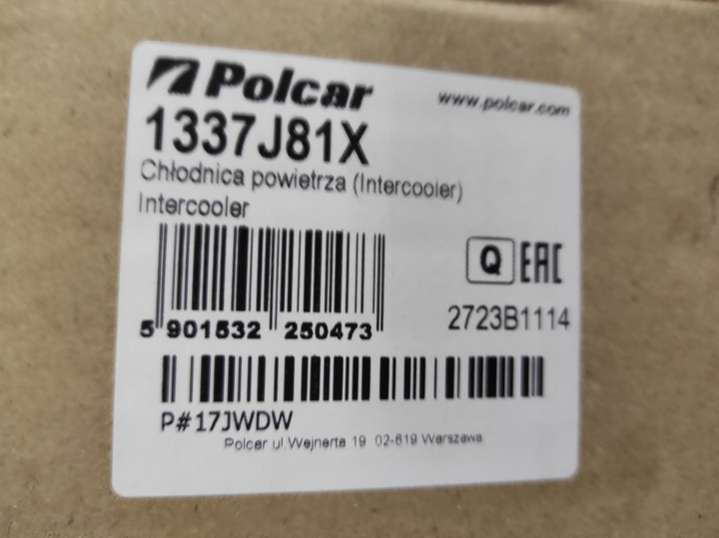 Polcar
www.polcar.com
1337J81X
Chłodnica powietrza (Intercooler)
Intercooler
Q EAC
5 901532 250473
2723B1114
P#17JWDW
Polcar ul.Wejnerta 19 02-619 Warszawa